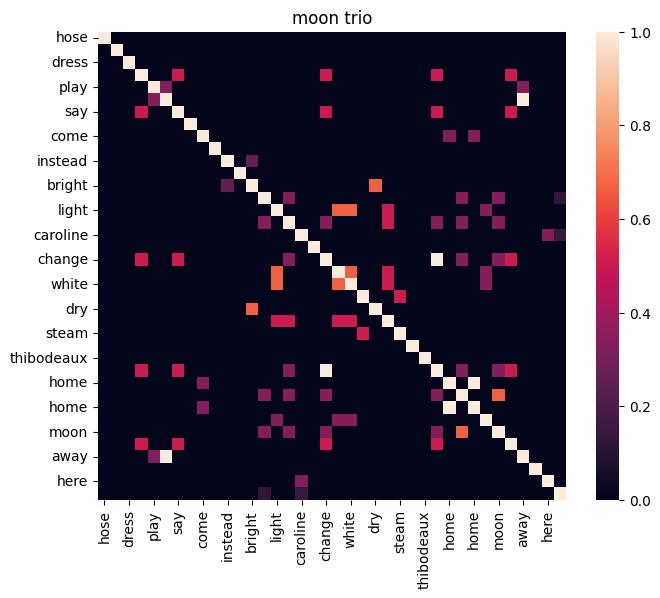 moon trio
hose
dress
play
say
come
instead
bright
light
caroline
change
white
dry
steam
thibodeaux
home
home
moon
away
here
hose
dress
play
say
come
instead
bright
light
caroline
change
white
dry
steam
thibodeaux
home
home
moon
away
here
1.0
0.8
0.6
0.4
0.2
0.0